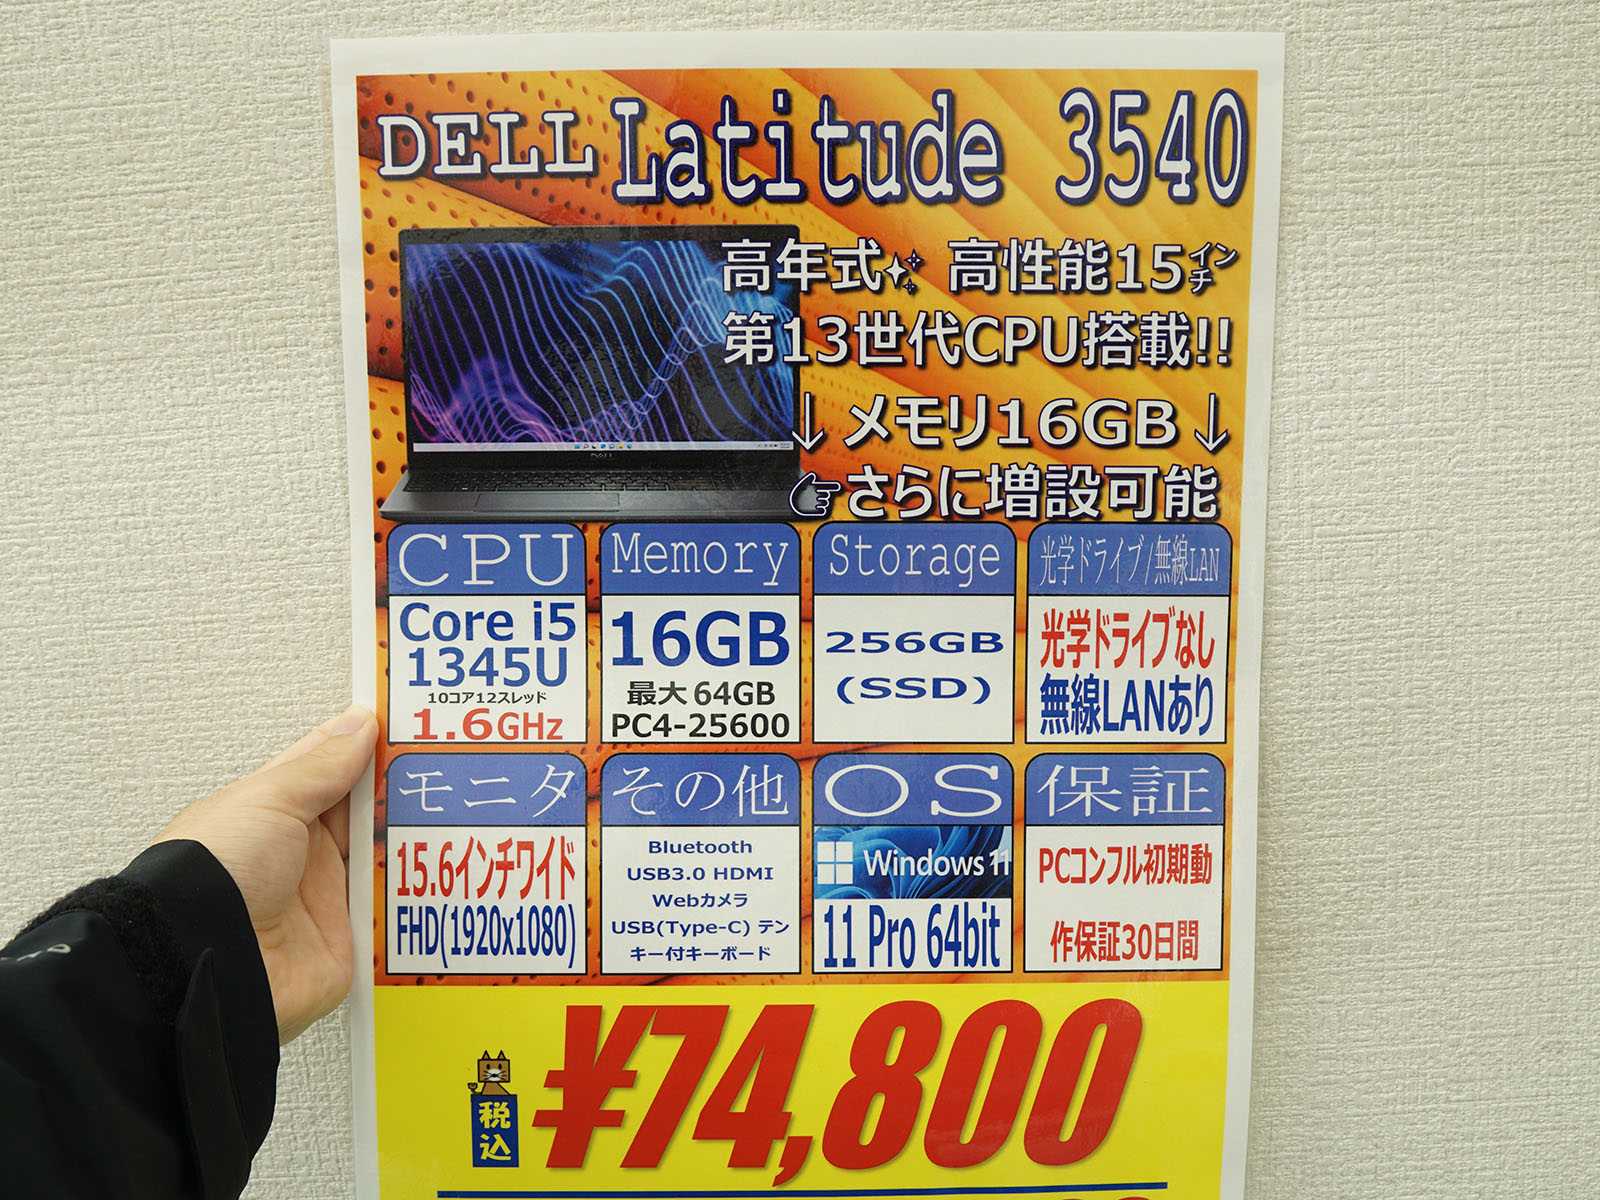 DELL Latitude 3540
高年式✨ 高性能15インチ
第13世代CPU搭載!!
↓メモリ16GB↓
☞さらに増設可能
CPU
Core i5
1345U
10コア12スレッド
1.6GHz
Memory
16GB
最大64GB
PC4-25600
Storage
256GB
(SSD)
光学ドライブ/無線LAN
光学ドライブなし
無線LANあり
モニタ
15.6インチワイド
FHD(1920x1080)
その他
Bluetooth
USB3.0 HDMI
Webカメラ
USB(Type-C) テン
キー付キーボード
OS
Windows 11
11 Pro 64bit
保証
PCコンフル初期動
作保証30日間
税込
¥74,800